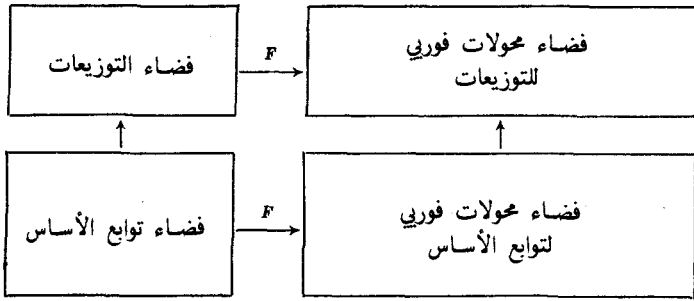 فضاء التوزيعات
F
فضاء محولات فوريي
للتوزيعات
فضاء توابع الأساس
F
فضاء محولات فوريي
لتوابع الأساس